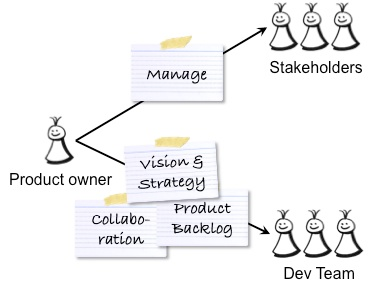 Manage
Stakeholders
Product owner
Vision &
Strategy
Collabo-
ration
Product
Backlog
Dev Team